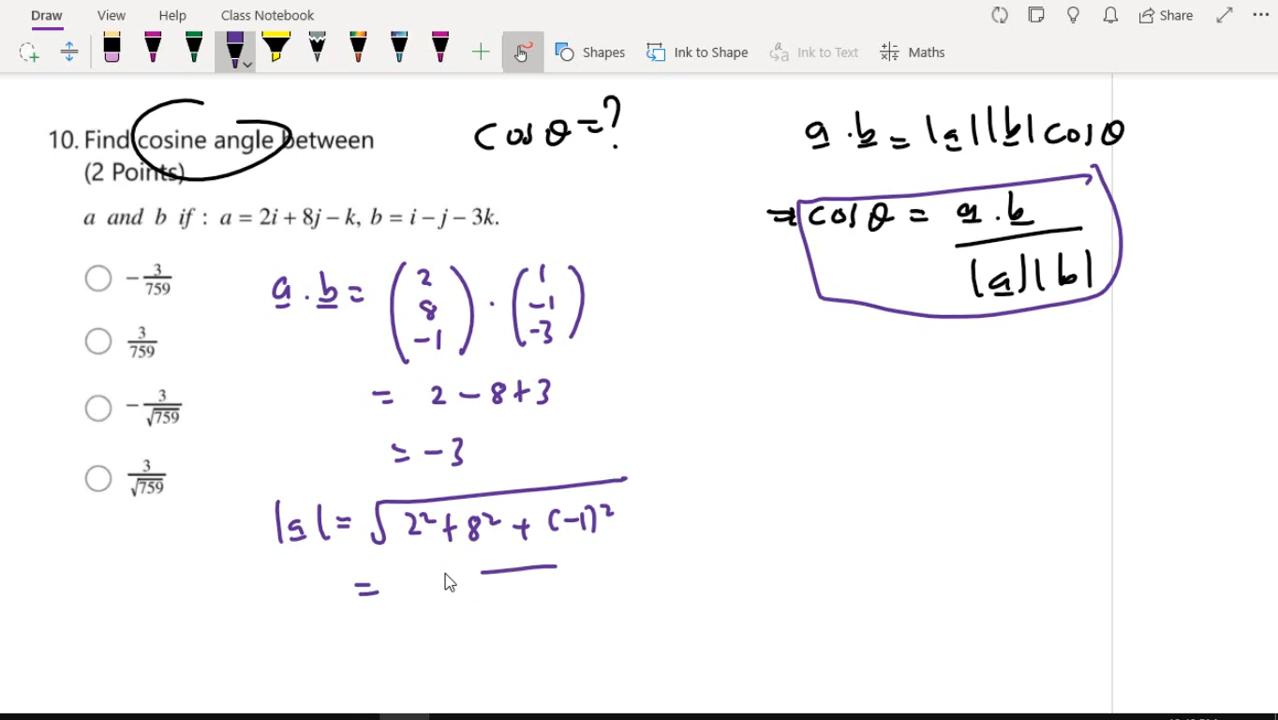 Draw View Help Class Notebook Share
Shapes Ink to Shape Ink to Text Maths
10. Find cosine angle between
(2 Points)
cos θ = ?
a . b = |a||b| cos θ
⇒ cos θ = a . b / |a||b|
a and b if : a = 2i + 8j – k, b = i – j – 3k.
– 3/759
3/759
– 3/√759
3/√759
a . b = (2 8 -1) . (1 -1 -3)
= 2 – 8 + 3
= -3
|a| = √2² + 8² + (-1)²
=